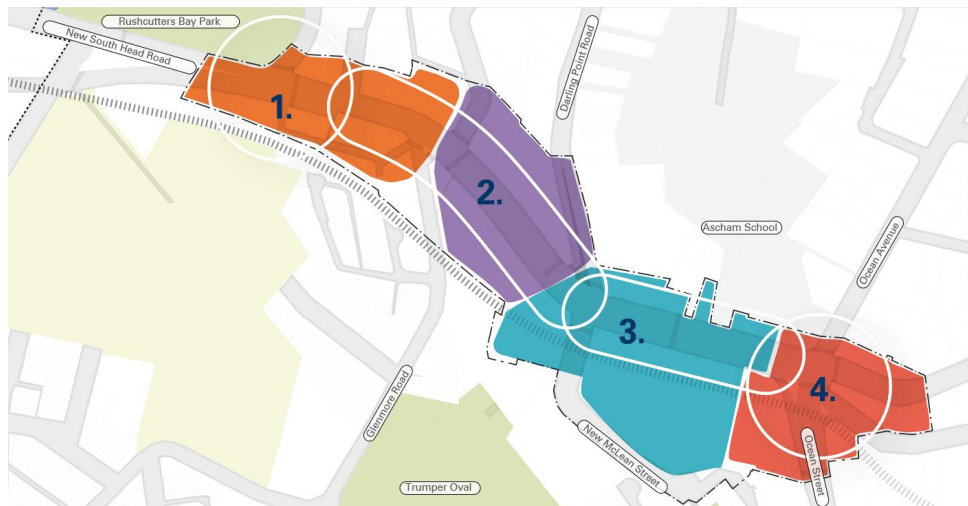 Rushcutters Bay Park
New South Head Road
Darling Point Road
1.
2.
Ascham School
Ocean Avenue
3.
4.
Glenmore Road
New McLean Street
Ocean Street
Trumper Oval